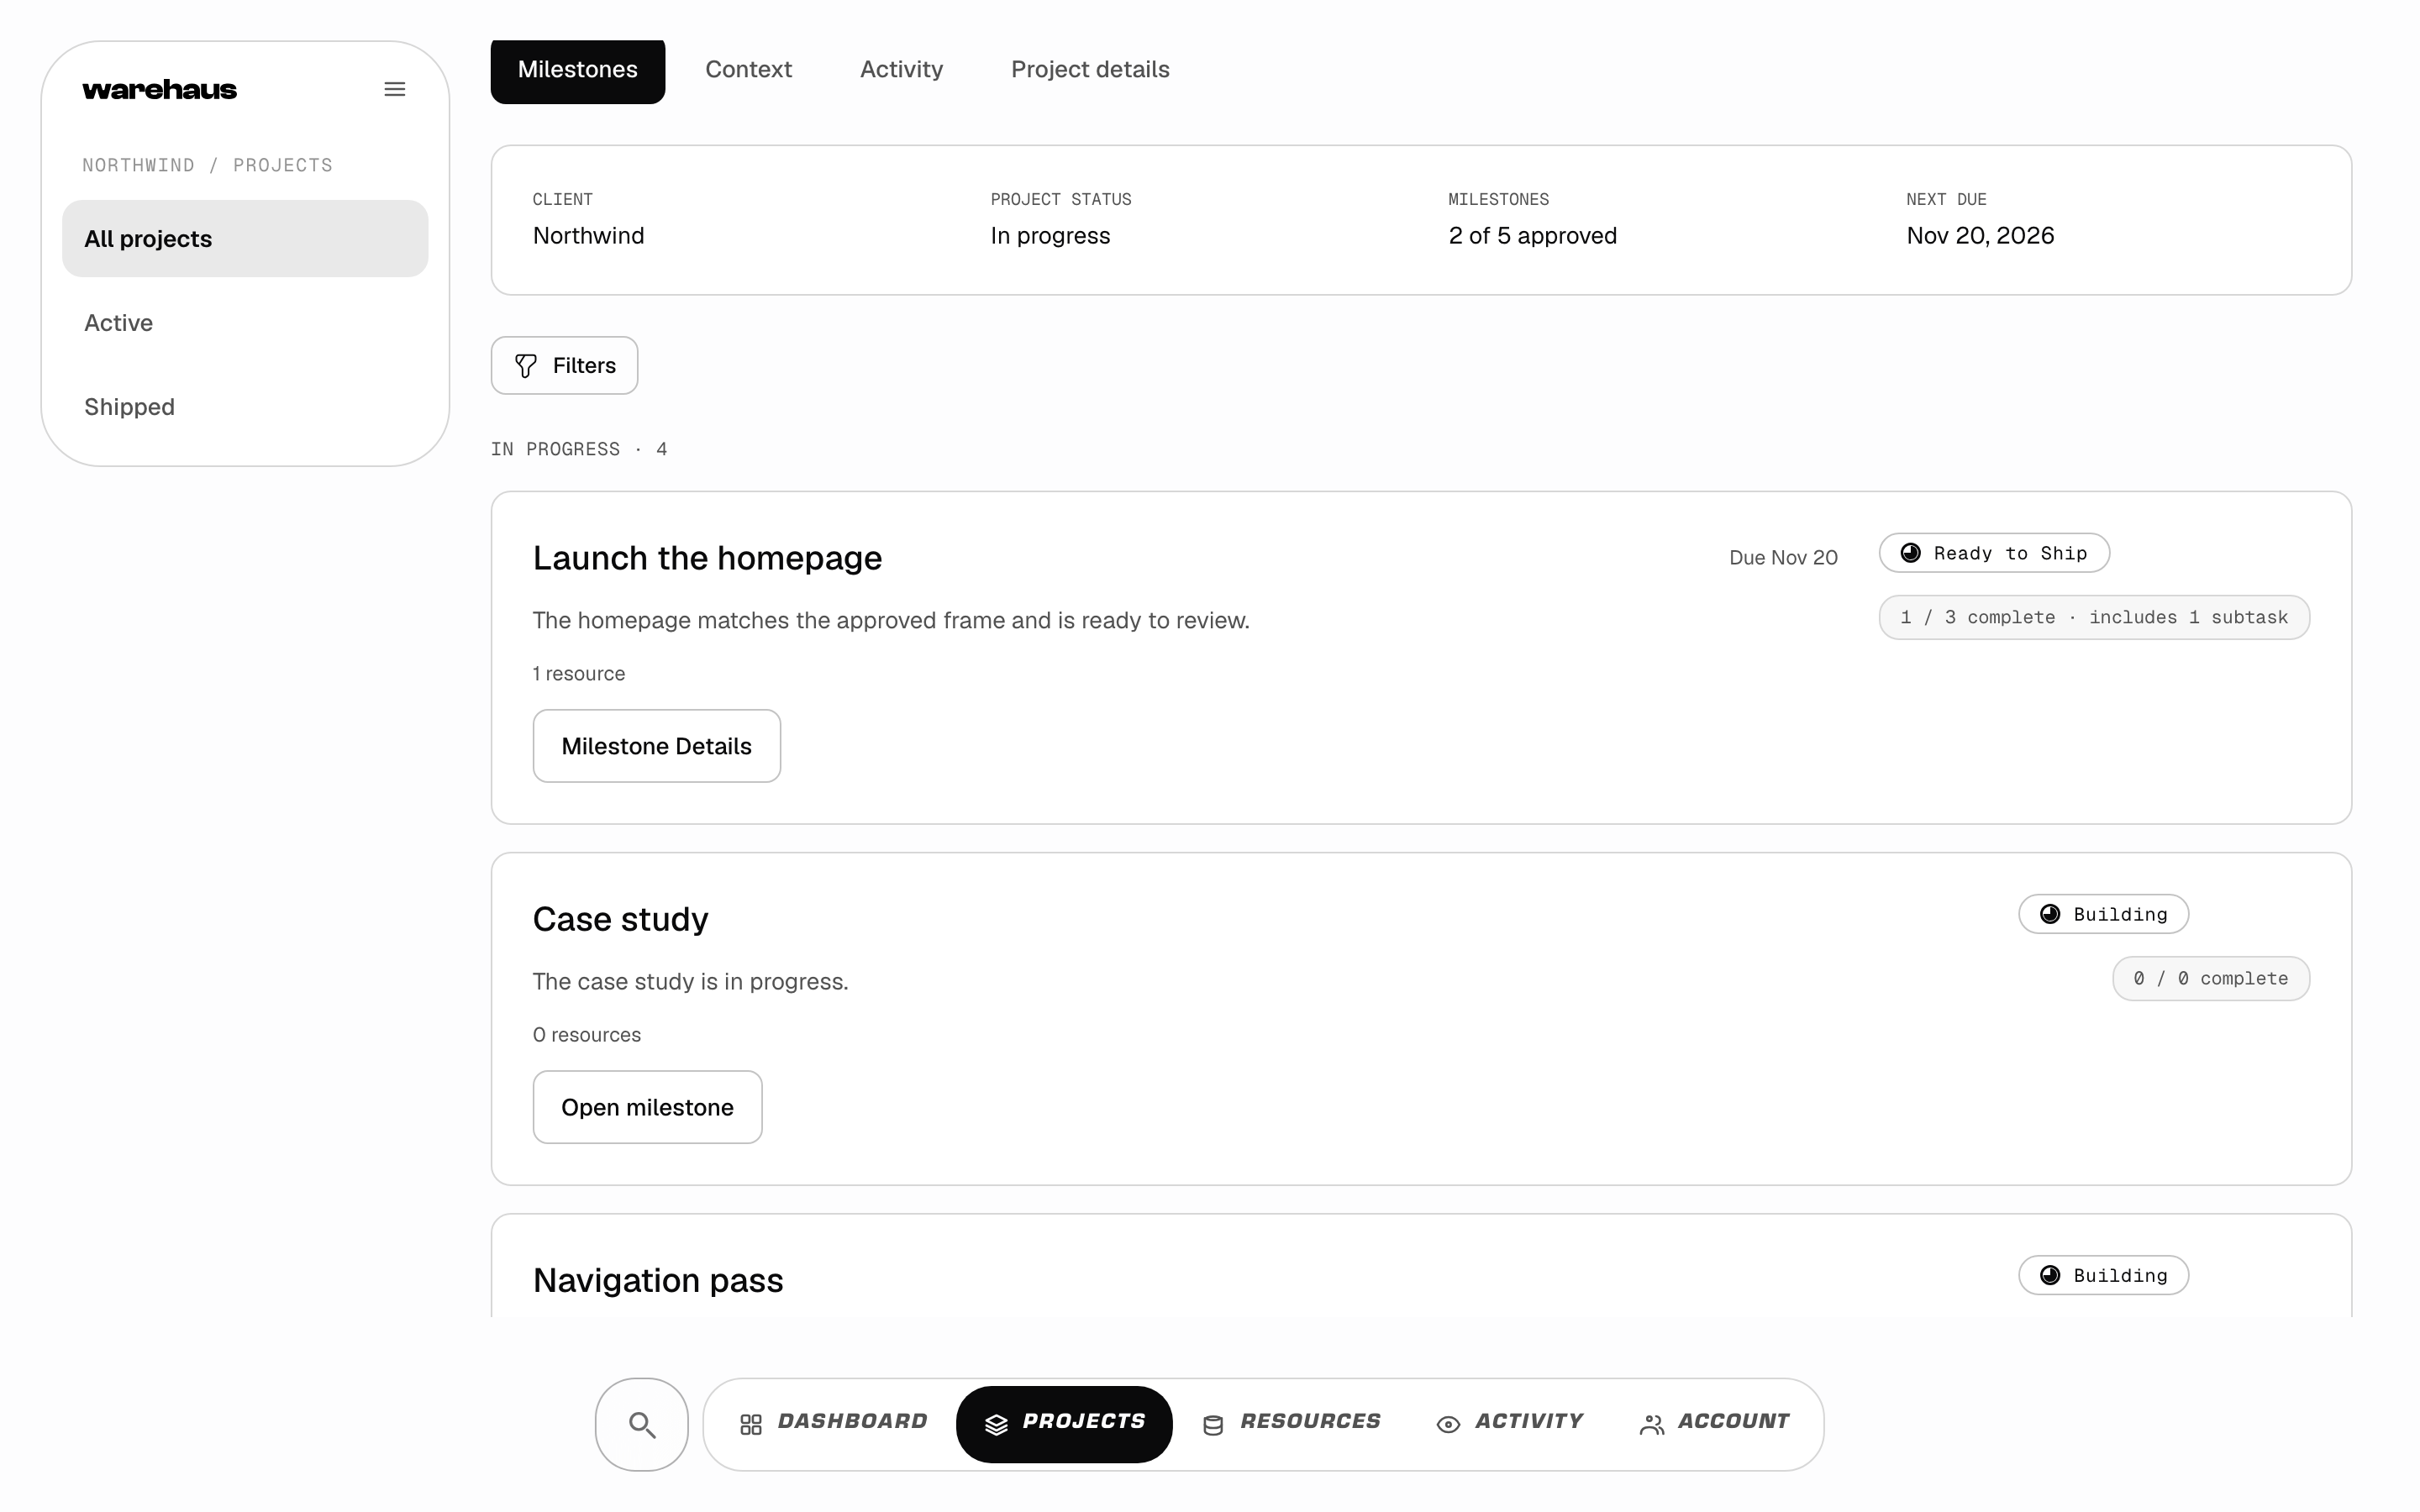 warehaus
NORTHWIND / PROJECTS
All projects
Active
Shipped
Milestones
Context
Activity
Project details
CLIENT
Northwind
PROJECT STATUS
In progress
MILESTONES
2 of 5 approved
NEXT DUE
Nov 20, 2026
Filters
IN PROGRESS · 4
Launch the homepage
Due Nov 20
Ready to Ship
1 / 3 complete · includes 1 subtask
The homepage matches the approved frame and is ready to review.
1 resource
Milestone Details
Case study
Building
0 / 0 complete
The case study is in progress.
0 resources
Open milestone
Navigation pass
Building
DASHBOARD
PROJECTS
RESOURCES
ACTIVITY
ACCOUNT